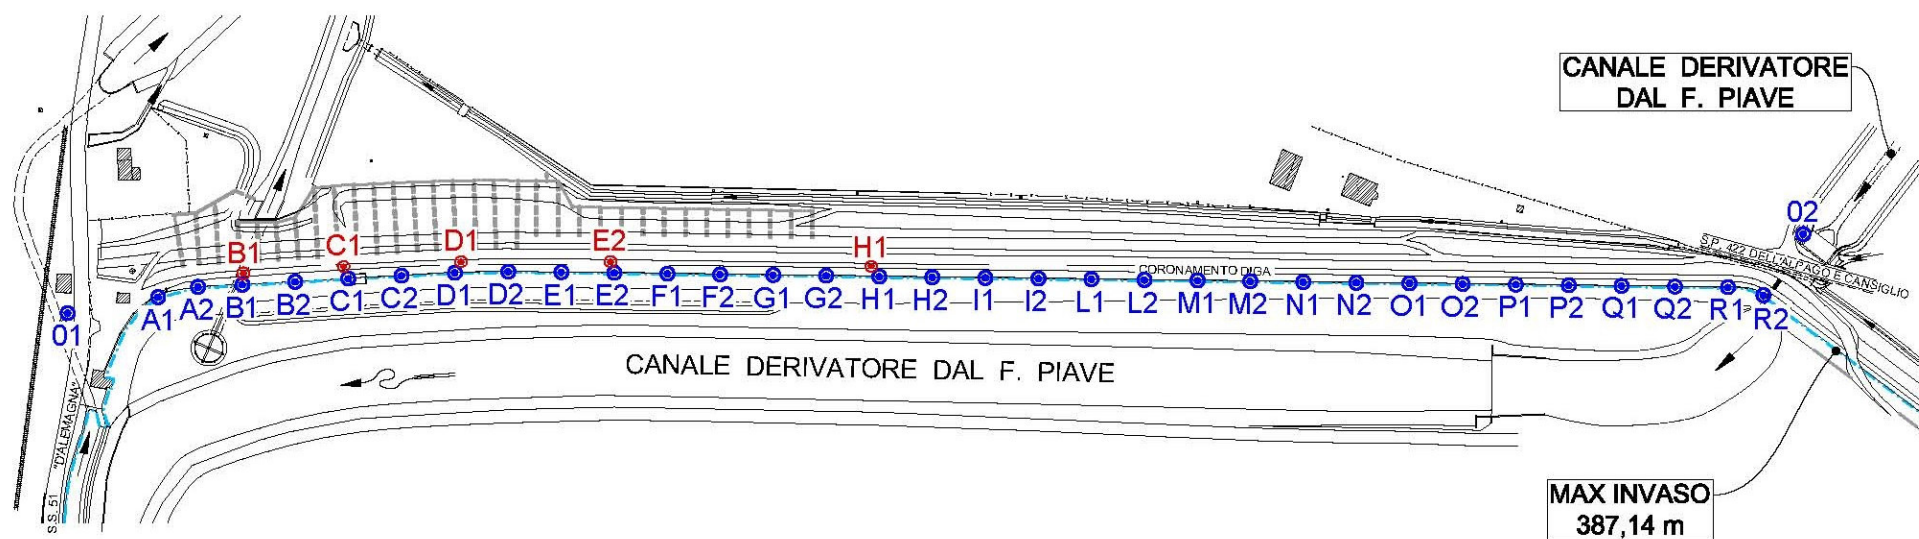 CANALE DERIVATORE
DAL F. PIAVE
02
S.P. 422 DELL'ALPAGO E CANSIGLIO
B1
C1
D1
E2
H1
CORONAMENTO DIGA
01
A1
A2
B1
B2
C1
C2
D1
D2
E1
E2
F1
F2
G1
G2
H1
H2
I1
I2
L1
L2
M1
M2
N1
N2
O1
O2
P1
P2
Q1
Q2
R1
R2
CANALE DERIVATORE DAL F. PIAVE
S.S. 51 "D'ALEMAGNA"
MAX INVASO
387,14 m